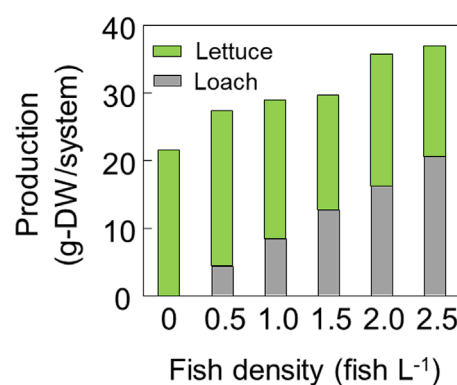 Production
(g-DW/system)
40
30
20
10
0
Lettuce
Loach
0 0.5 1.0 1.5 2.0 2.5
Fish density (fish L⁻¹)